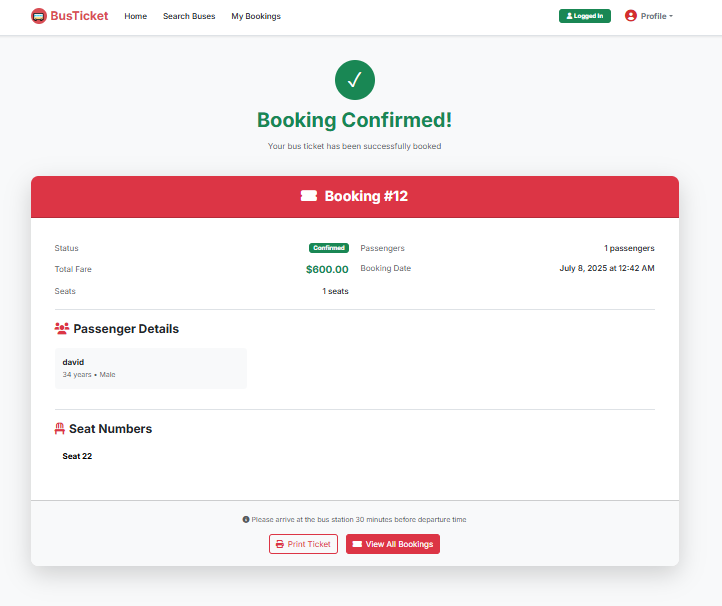 BusTicket Home Search Buses My Bookings Logged In Profile
Booking Confirmed!
Your bus ticket has been successfully booked
Booking #12
Status Confirmed Passengers 1 passengers
Total Fare $600.00 Booking Date July 8, 2025 at 12:42 AM
Seats 1 seats
Passenger Details
david
34 years • Male
Seat Numbers
Seat 22
Please arrive at the bus station 30 minutes before departure time
Print Ticket View All Bookings